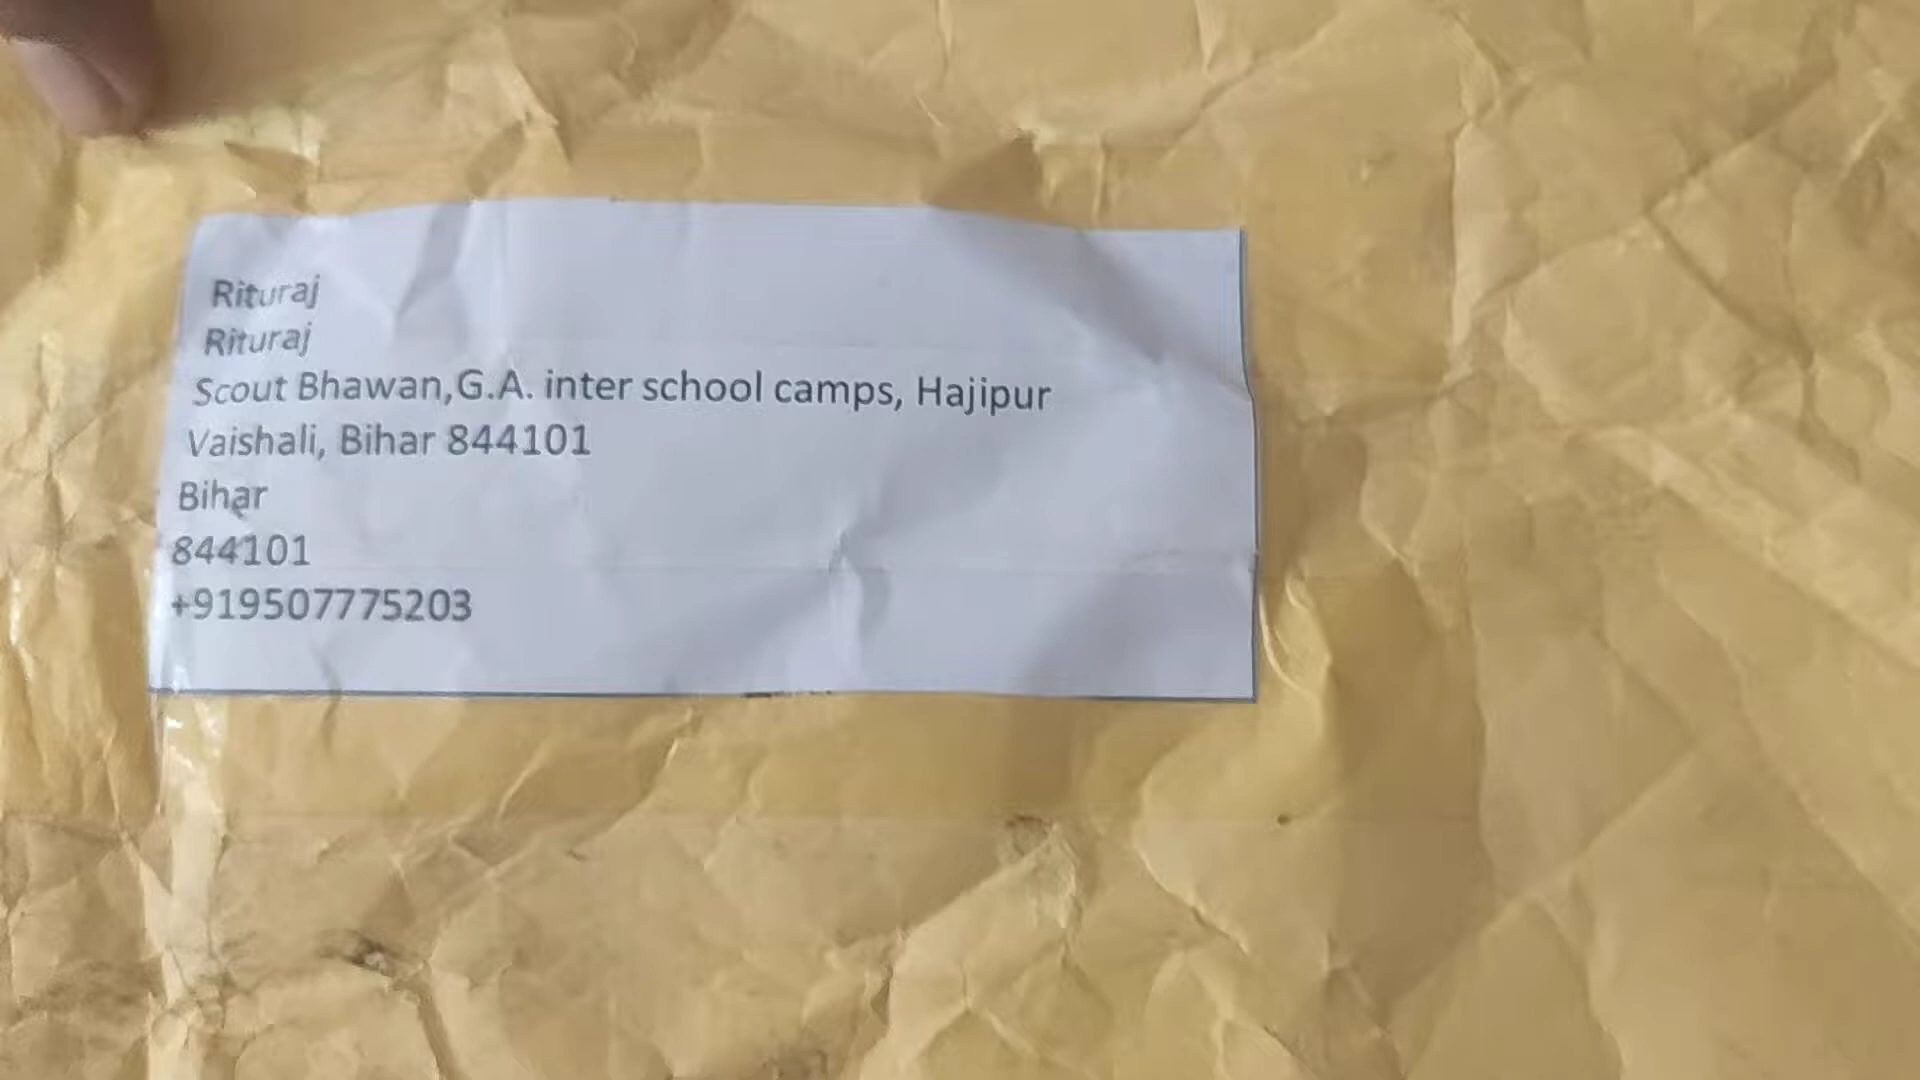 Rituraj
Rituraj
Scout Bhawan,G.A. inter school camps, Hajipur
Vaishali, Bihar 844101
Bihar
844101
+919507775203